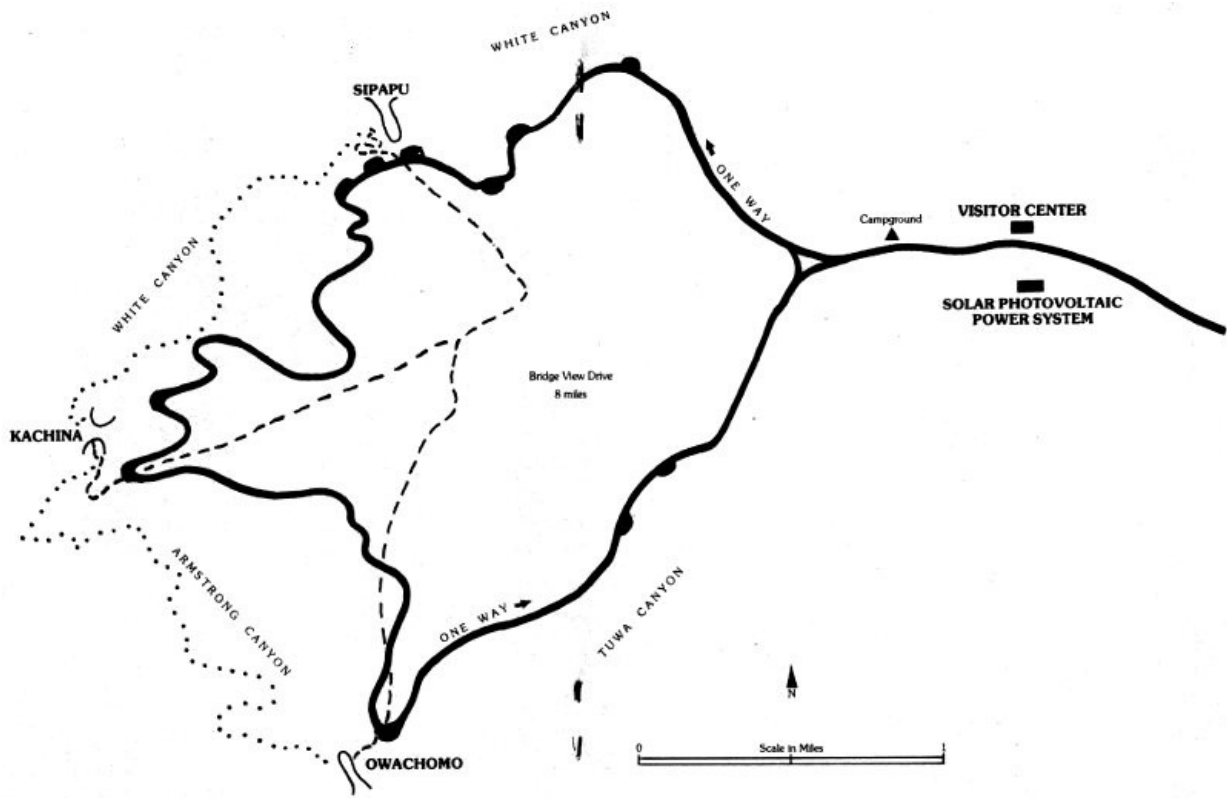 WHITE CANYON
SIPAPU
ONE WAY
Campground
VISITOR CENTER
SOLAR PHOTOVOLTAIC
POWER SYSTEM
WHITE CANYON
Bridge View Drive
8 miles
KACHINA
ARMSTRONG CANYON
ONE WAY
TUWA CANYON
N
0
Scale in Miles
1
OWACHOMO